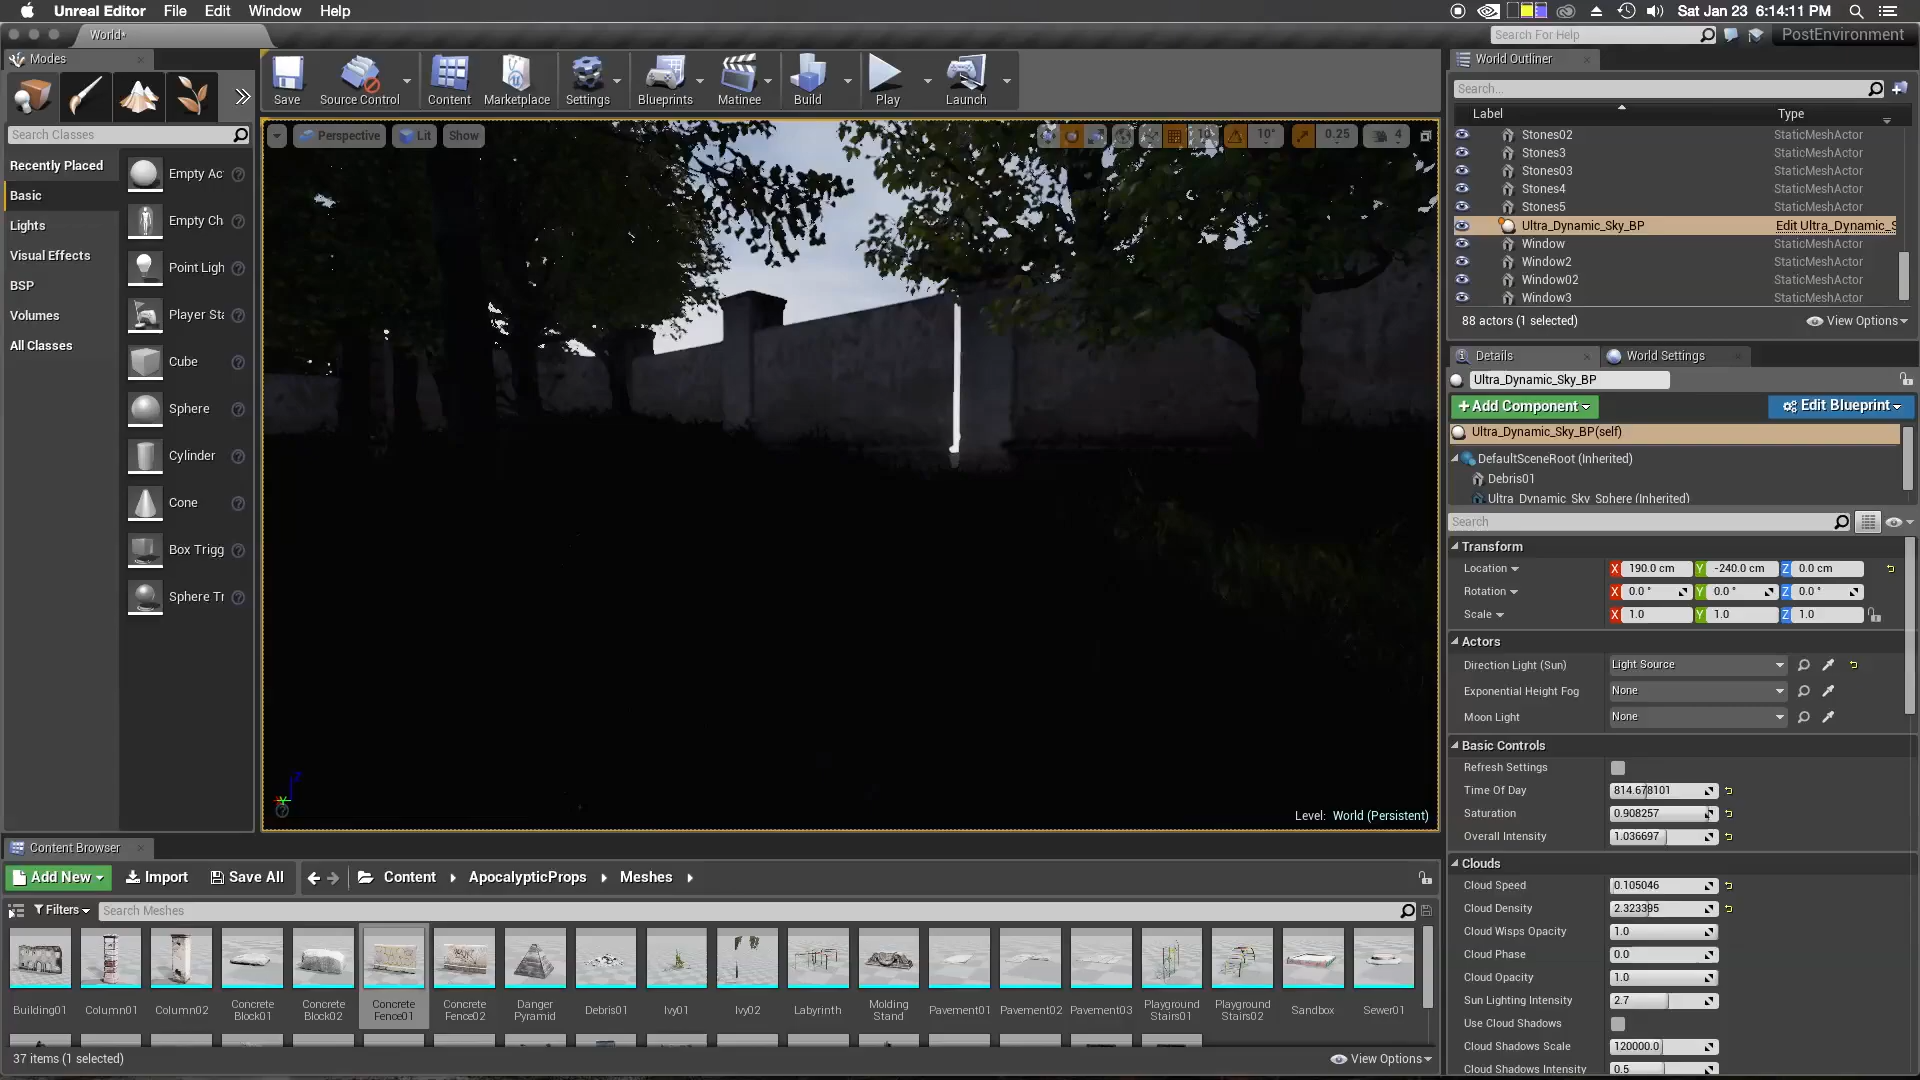 Unreal Editor File Edit Window Help
Sat Jan 23 6:14:11 PM
World*
Search For Help
PostEnvironment
Modes
Search Classes
Recently Placed
Basic
Lights
Visual Effects
BSP
Volumes
All Classes
Empty Ac
Empty Ch
Point Ligh
Player Sta
Cube
Sphere
Cylinder
Cone
Box Trigg
Sphere Tr
Save
Source Control
Content
Marketplace
Settings
Blueprints
Matinee
Build
Play
Launch
Perspective
Lit
Show
10
10°
0.25
4
Level: World (Persistent)
World Outliner
Search...
Label Type
Stones02 StaticMeshActor
Stones3 StaticMeshActor
Stones03 StaticMeshActor
Stones4 StaticMeshActor
Stones5 StaticMeshActor
Ultra_Dynamic_Sky_BP Edit Ultra_Dynamic_S
Window StaticMeshActor
Window2 StaticMeshActor
Window02 StaticMeshActor
Window3 StaticMeshActor
88 actors (1 selected)
View Options
Details
World Settings
Ultra_Dynamic_Sky_BP
+Add Component
Edit Blueprint
Ultra_Dynamic_Sky_BP(self)
DefaultSceneRoot (Inherited)
Debris01
Ultra_Dynamic_Sky_Sphere (Inherited)
Search
Transform
Location X 190.0 cm Y -240.0 cm Z 0.0 cm
Rotation X 0.0 ° Y 0.0 ° Z 0.0 °
Scale X 1.0 Y 1.0 Z 1.0
Actors
Direction Light (Sun) Light Source
Exponential Height Fog None
Moon Light None
Basic Controls
Refresh Settings
Time Of Day 814.678101
Saturation 0.908257
Overall Intensity 1.036697
Clouds
Cloud Speed 0.105046
Cloud Density 2.323395
Cloud Wisps Opacity 1.0
Cloud Phase 0.0
Cloud Opacity 1.0
Sun Lighting Intensity 2.7
Use Cloud Shadows
Cloud Shadows Scale 120000.0
Cloud Shadows Intensity 0.5
Content Browser
Add New
Import
Save All
Content
ApocalypticProps
Meshes
Filters
Search Meshes
Building01
Column01
Column02
Concrete Block01
Concrete Block02
Concrete Fence01
Concrete Fence02
Danger Pyramid
Debris01
Ivy01
Ivy02
Labyrinth
Molding Stand
Pavement01
Pavement02
Pavement03
Playground Stairs01
Playground Stairs02
Sandbox
Sewer01
37 items (1 selected)
View Options